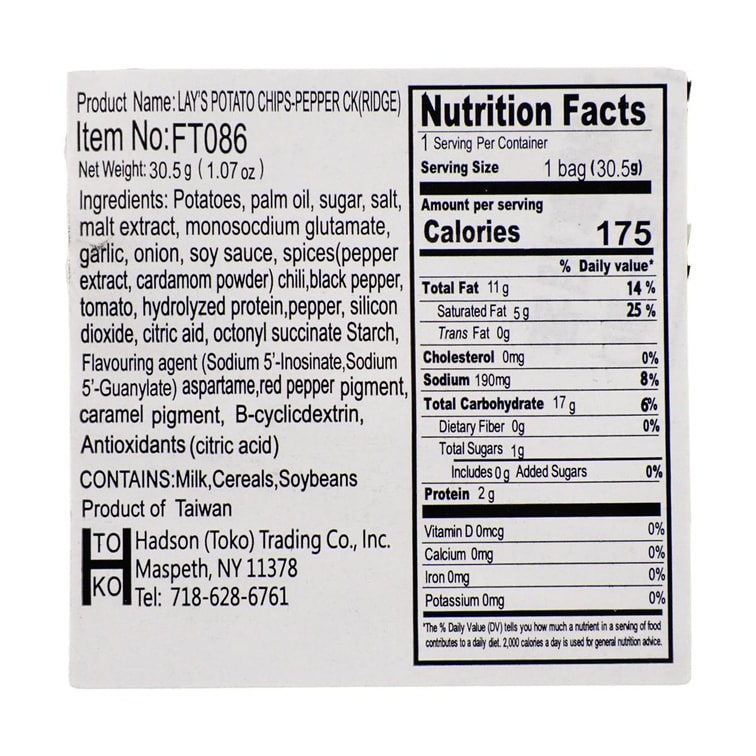 Product Name:LAY'S POTATO CHIPS-PEPPER CK(RIDGE)
Item No:FT086
Net Weight: 30.5g (1.07oz)
Ingredients: Potatoes, palm oil, sugar, salt,
malt extract, monosocdium glutamate,
garlic, onion, soy sauce, spices(pepper
extract, cardamom powder) chili,black pepper,
tomato, hydrolyzed protein,pepper, silicon
dioxide, citric aid, octonyl succinate Starch,
Flavouring agent (Sodium 5'-Inosinate,Sodium
5'-Guanylate) aspartame,red pepper pigment,
caramel pigment, B-cyclicdextrin,
Antioxidants (citric acid)
CONTAINS:Milk,Cereals,Soybeans
Product of Taiwan
TO
KO
Hadson (Toko) Trading Co., Inc.
Maspeth, NY 11378
Tel: 718-628-6761
Nutrition Facts
1 Serving Per Container
Serving Size 1 bag (30.5g)
Amount per serving
Calories 175
% Daily value*
Total Fat 11g 14%
Saturated Fat 5g 25%
Trans Fat 0g
Cholesterol 0mg 0%
Sodium 190mg 8%
Total Carbohydrate 17g 6%
Dietary Fiber 0g 0%
Total Sugars 1g
Includes 0g Added Sugars 0%
Protein 2g
Vitamin D 0mcg 0%
Calcium 0mg 0%
Iron 0mg 0%
Potassium 0mg 0%
*The % Daily Value (DV) tells you how much a nutrient in a serving of food
contributes to a daily diet. 2,000 calories a day is used for general nutrition advice.